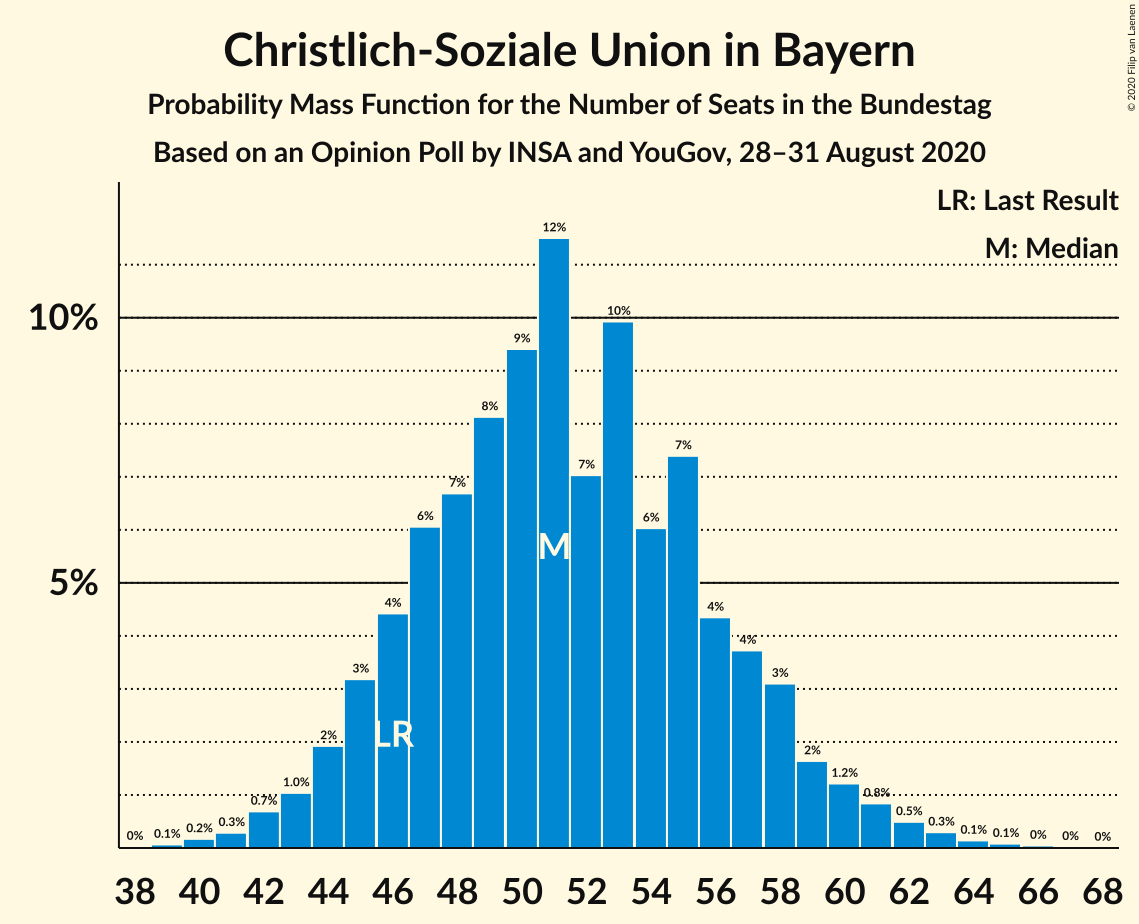 Christlich-Soziale Union in Bayern
Probability Mass Function for the Number of Seats in the Bundestag
Based on an Opinion Poll by INSA and YouGov, 28–31 August 2020
© 2020 Filip van Laenen
LR: Last Result
M: Median
10%
5%
0% 0.1% 0.2% 0.3% 0.7% 1.0% 2% 3% 4% 6% 7% 8% 9% 12% 7% 10% 6% 7% 4% 4% 3% 2% 1.2% 0.8% 0.5% 0.3% 0.1% 0.1% 0% 0% 0%
M
LR
38 40 42 44 46 48 50 52 54 56 58 60 62 64 66 68